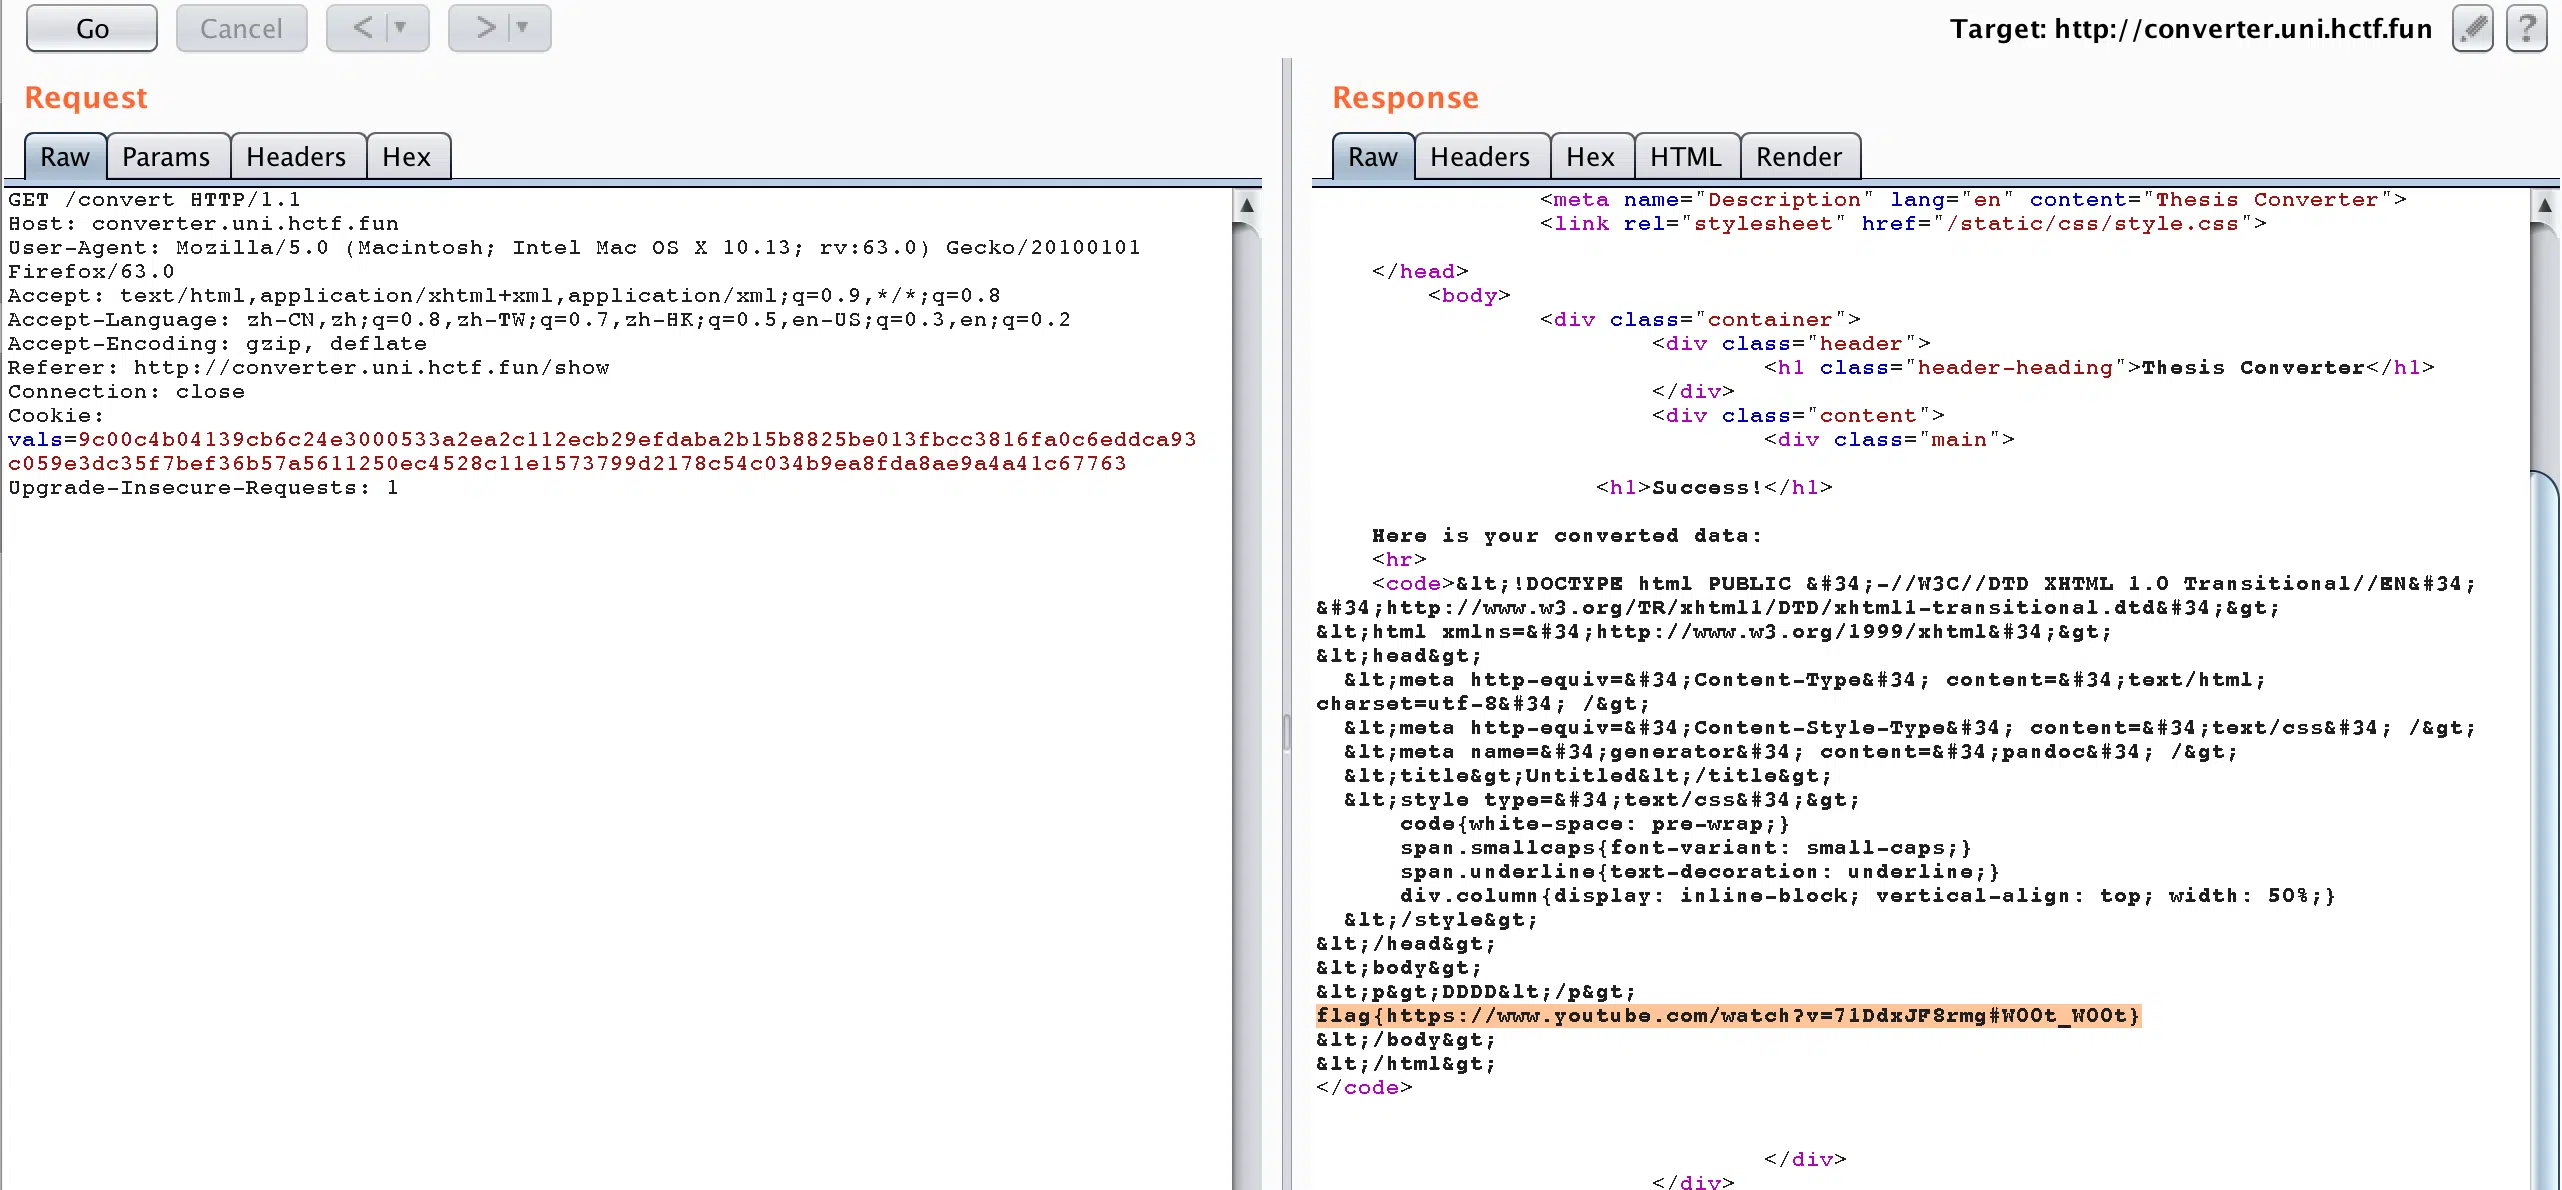 Go
Cancel
<
>
Target: http://converter.uni.hctf.fun
?
Request
Raw
Params
Headers
Hex
GET /convert HTTP/1.1
Host: converter.uni.hctf.fun
User-Agent: Mozilla/5.0 (Macintosh; Intel Mac OS X 10.13; rv:63.0) Gecko/20100101
Firefox/63.0
Accept: text/html,application/xhtml+xml,application/xml;q=0.9,*/*;q=0.8
Accept-Language: zh-CN,zh;q=0.8,zh-TW;q=0.7,zh-HK;q=0.5,en-US;q=0.3,en;q=0.2
Accept-Encoding: gzip, deflate
Referer: http://converter.uni.hctf.fun/show
Connection: close
Cookie:
vals=9c00c4b04139cb6c24e3000533a2ea2c112ecb29efdaba2b15b8825be013fbcc3816fa0c6eddca93
c059e3dc35f7bef36b57a5611250ec4528c11e1573799d2178c54c034b9ea8fda8ae9a4a41c67763
Upgrade-Insecure-Requests: 1
Response
Raw
Headers
Hex
HTML
Render
<meta name="Description" lang="en" content="Thesis Converter">
<link rel="stylesheet" href="/static/css/style.css">
</head>
<body>
<div class="container">
<div class="header">
<h1 class="header-heading">Thesis Converter</h1>
</div>
<div class="content">
<div class="main">
<h1>Success!</h1>
Here is your converted data:
<hr>
<code>&lt;!DOCTYPE html PUBLIC &#34;-//W3C//DTD XHTML 1.0 Transitional//EN&#34;
&#34;http://www.w3.org/TR/xhtml1/DTD/xhtml1-transitional.dtd&#34;&gt;
&lt;html xmlns=&#34;http://www.w3.org/1999/xhtml&#34;&gt;
&lt;head&gt;
&lt;meta http-equiv=&#34;Content-Type&#34; content=&#34;text/html;
charset=utf-8&#34; /&gt;
&lt;meta http-equiv=&#34;Content-Style-Type&#34; content=&#34;text/css&#34; /&gt;
&lt;meta name=&#34;generator&#34; content=&#34;pandoc&#34; /&gt;
&lt;title&gt;Untitled&lt;/title&gt;
&lt;style type=&#34;text/css&#34;&gt;
code{white-space: pre-wrap;}
span.smallcaps{font-variant: small-caps;}
span.underline{text-decoration: underline;}
div.column{display: inline-block; vertical-align: top; width: 50%;}
&lt;/style&gt;
&lt;/head&gt;
&lt;body&gt;
&lt;p&gt;DDDD&lt;/p&gt;
flag{https://www.youtube.com/watch?v=71DdxJF8rmg#W00t_W00t}
&lt;/body&gt;
&lt;/html&gt;
</code>
</div>
</div>